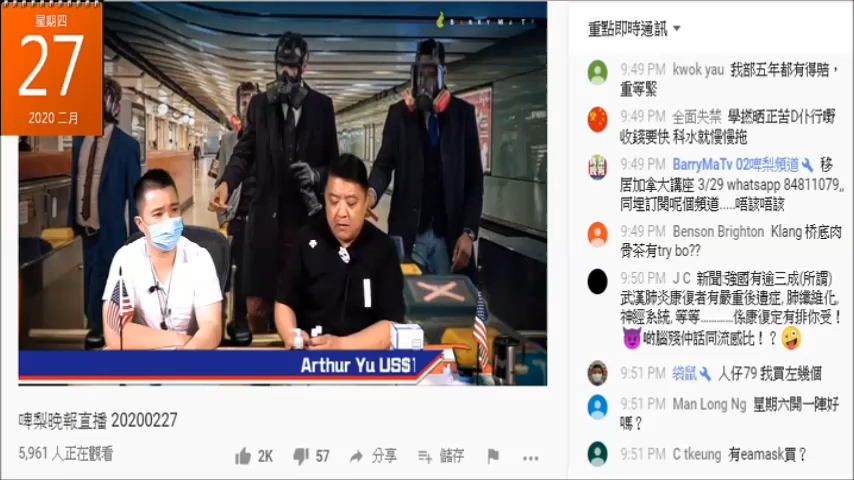 星期四
27
2020 二月
BARRYMATV
Arthur Yu US$1
啤梨晚報直播 20200227
5,961 人正在觀看
2K
57
分享
儲存
重點即時通訊
9:49 PM kwok yau 我部五年都有得賠，
重等緊
9:49 PM 全面失禁 學撚晒正苦D仆行嘢
收錢要快 科水就慢慢拖
9:49 PM BarryMaTv 02啤梨頻道 移
居加拿大講座 3/29 whatsapp 84811079,,
同埋訂閱呢個頻道.....唔該唔該
9:49 PM Benson Brighton Klang 桥底肉
骨茶有try bo??
9:50 PM J C 新聞:強國有逾三成(所謂)
武漢肺炎康復者有嚴重後遺症, 肺纖維化,
神經系統, 等等............係康復定有排你受!
😈啲腦殘仲話同流感比!?🤪
9:51 PM 袋鼠 人仔79 我買左幾個
9:51 PM Man Long Ng 星期六開一陣好
嗎？
9:51 PM C tkeung 有eamask買？